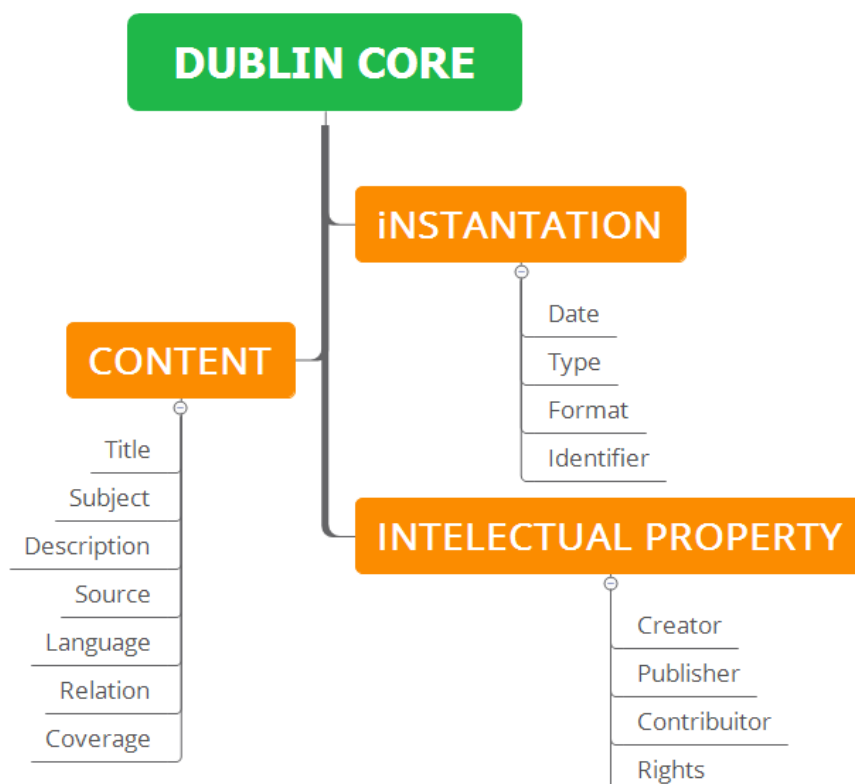 DUBLIN CORE
iNSTANTATION
Date
Type
Format
Identifier
CONTENT
Title
Subject
Description
Source
Language
Relation
Coverage
INTELECTUAL PROPERTY
Creator
Publisher
Contribuitor
Rights